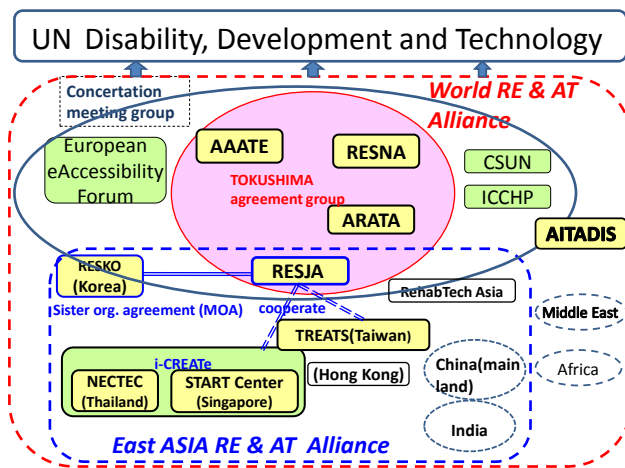 UN Disability, Development and Technology
Concertation
meeting group
World RE & AT
Alliance
European
eAccessibility
Forum
AAATE
RESNA
CSUN
ICCHP
TOKUSHIMA
agreement group
ARATA
AITADIS
RESKO
(Korea)
RESJA
RehabTech Asia
Sister org. agreement (MOA)
cooperate
Middle East
TREATS(Taiwan)
i-CREATe
NECTEC
(Thailand)
START Center
(Singapore)
(Hong Kong)
China(main
land)
Africa
India
East ASIA RE & AT Alliance